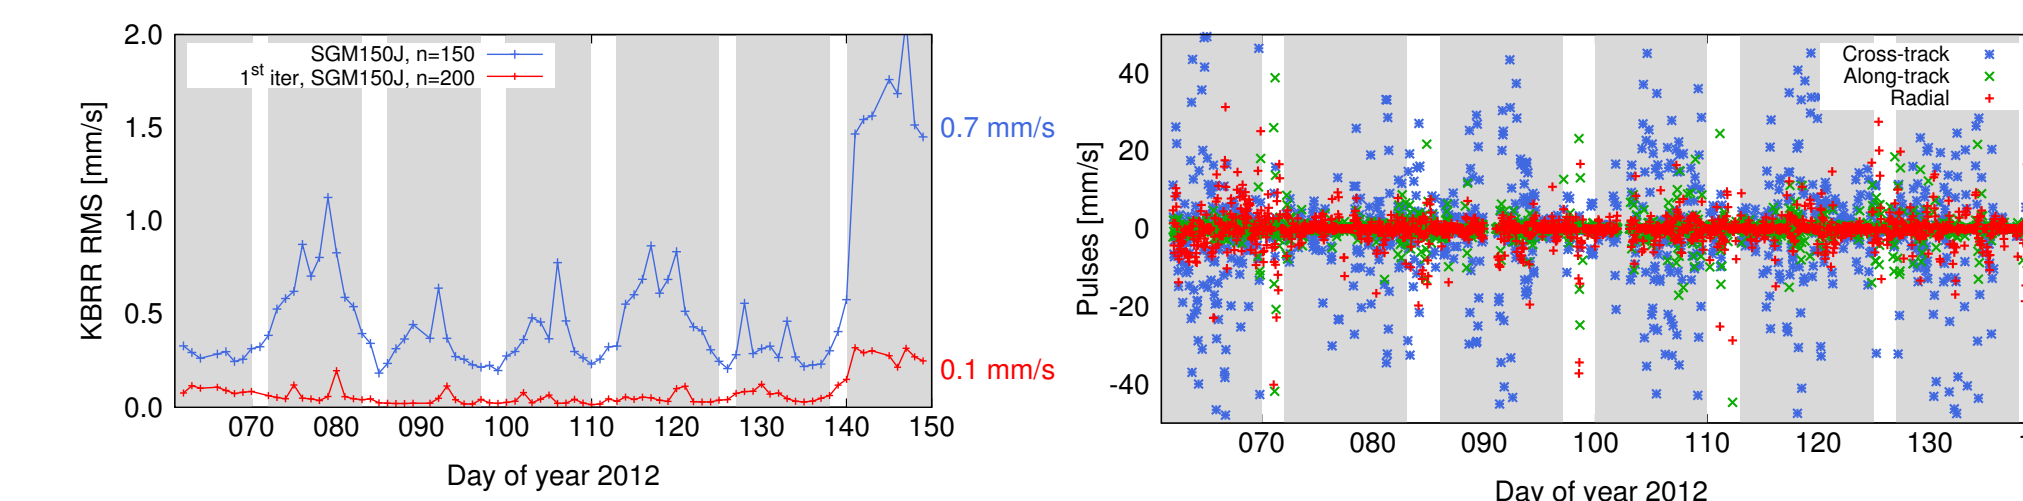 2.0
1.5
1.0
0.5
0.0
KBRR RMS [mm/s]
SGM150J, n=150
1st iter, SGM150J, n=200
0.7 mm/s
0.1 mm/s
070 080 090 100 110 120 130 140 150
Day of year 2012
40
20
0
-20
-40
Pulses [mm/s]
Cross-track
Along-track
Radial
070 080 090 100 110 120 130
Day of year 2012